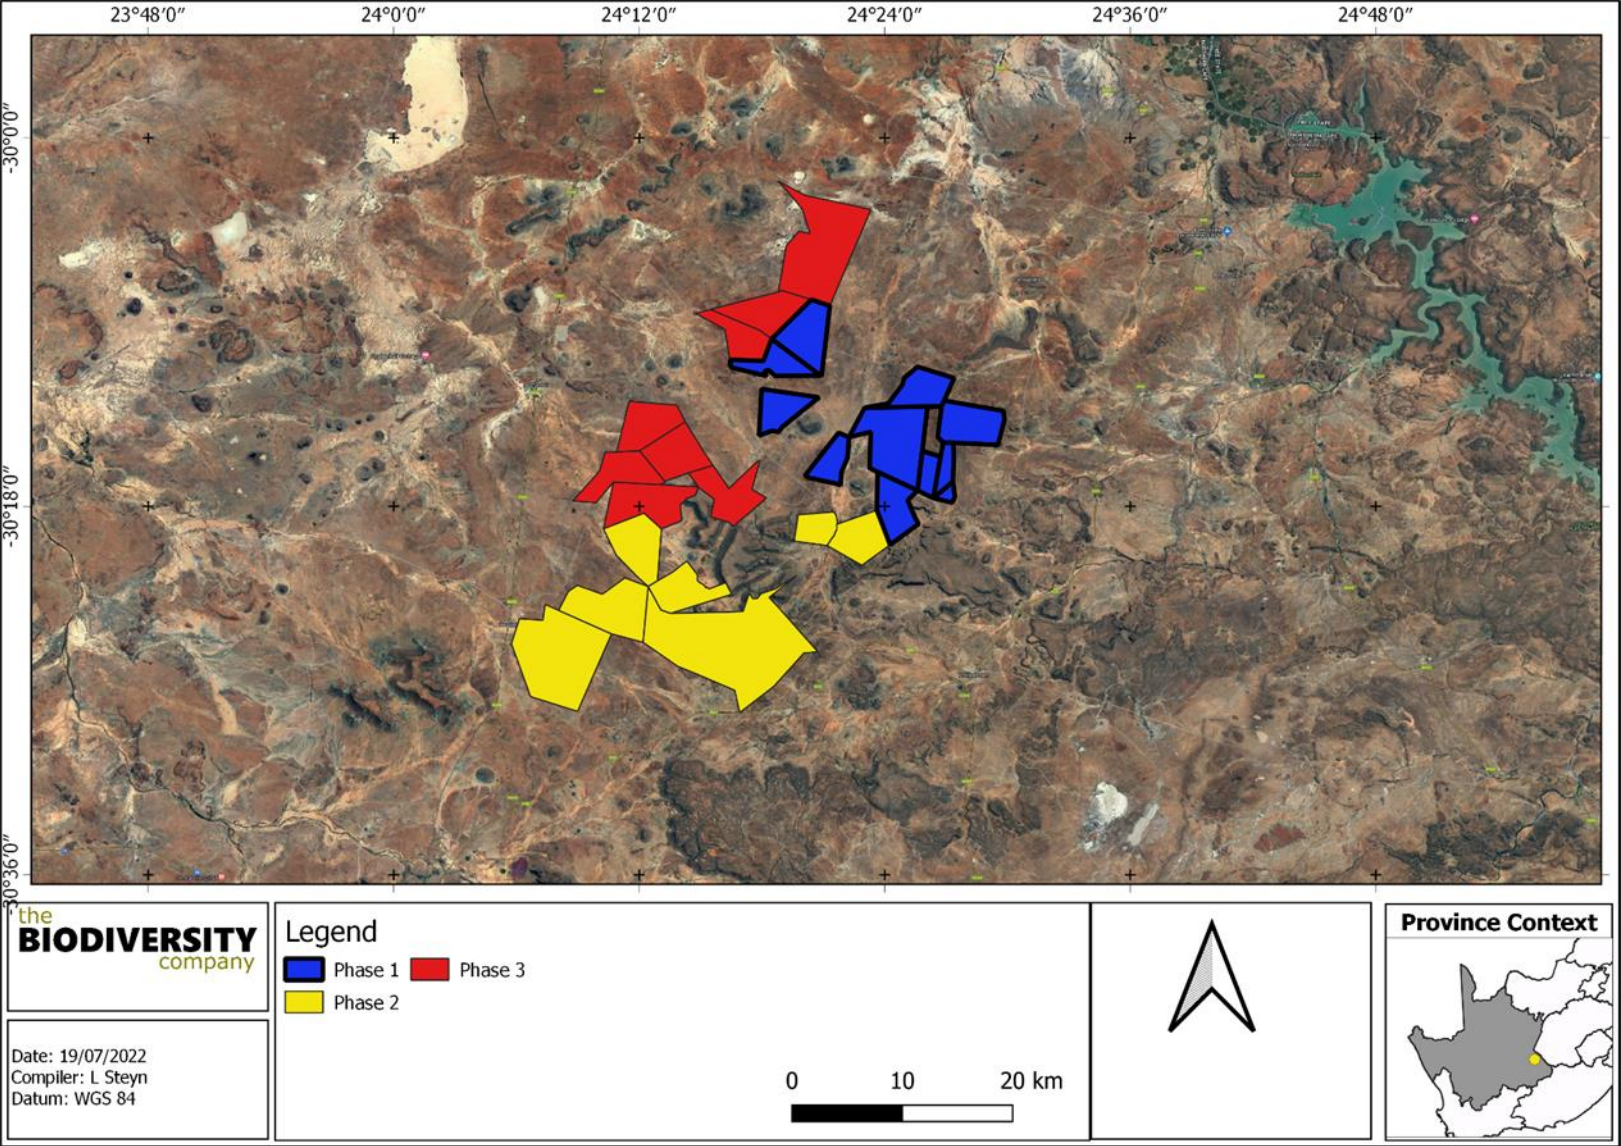 23°48′0″ 24°0′0″ 24°12′0″ 24°24′0″ 24°36′0″ 24°48′0″
-30°0′0″
-30°18′0″
-30°36′0″
the
BIODIVERSITY
company
Date: 19/07/2022
Compiler: L Steyn
Datum: WGS 84
Legend
Phase 1
Phase 3
Phase 2
0 10 20 km
Province Context